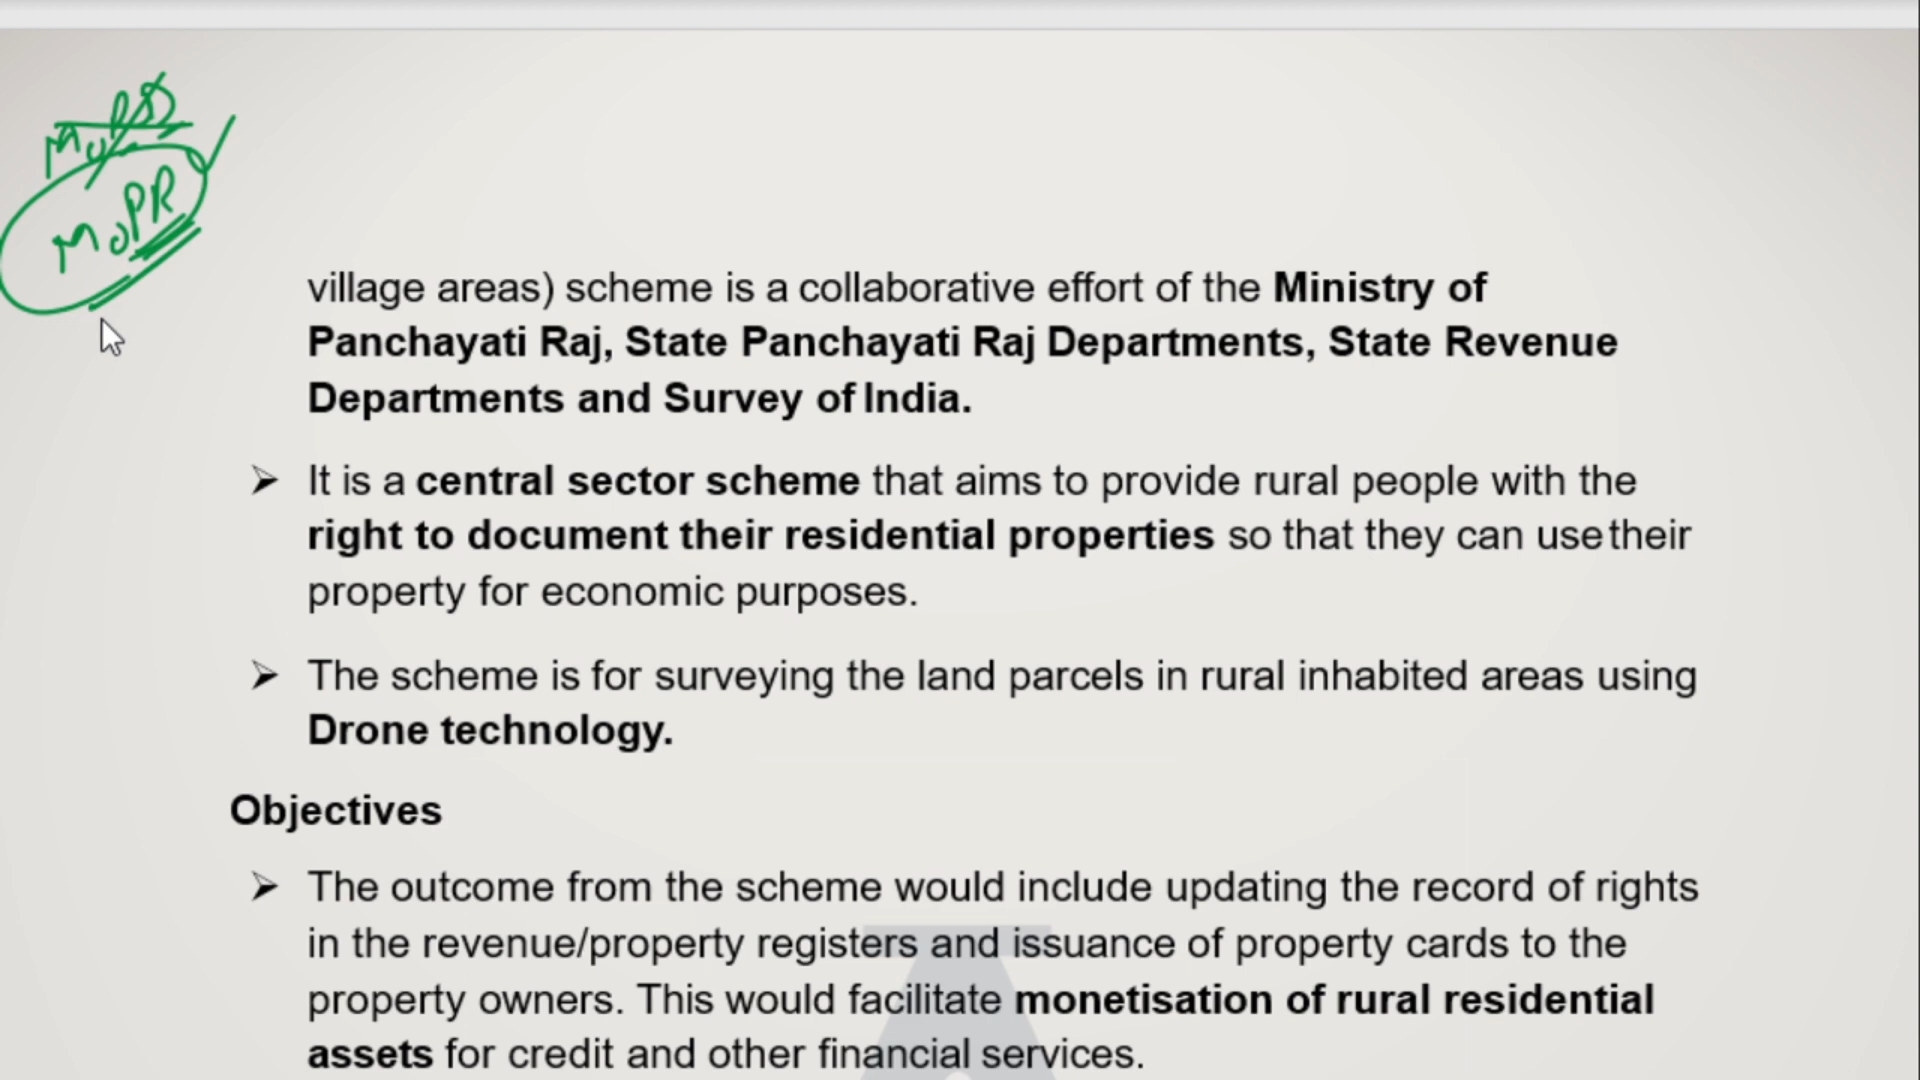 MoPR
village areas) scheme is a collaborative effort of the Ministry of
Panchayati Raj, State Panchayati Raj Departments, State Revenue
Departments and Survey of India.
➢ It is a central sector scheme that aims to provide rural people with the
right to document their residential properties so that they can use their
property for economic purposes.
➢ The scheme is for surveying the land parcels in rural inhabited areas using
Drone technology.
Objectives
➢ The outcome from the scheme would include updating the record of rights
in the revenue/property registers and issuance of property cards to the
property owners. This would facilitate monetisation of rural residential
assets for credit and other financial services.